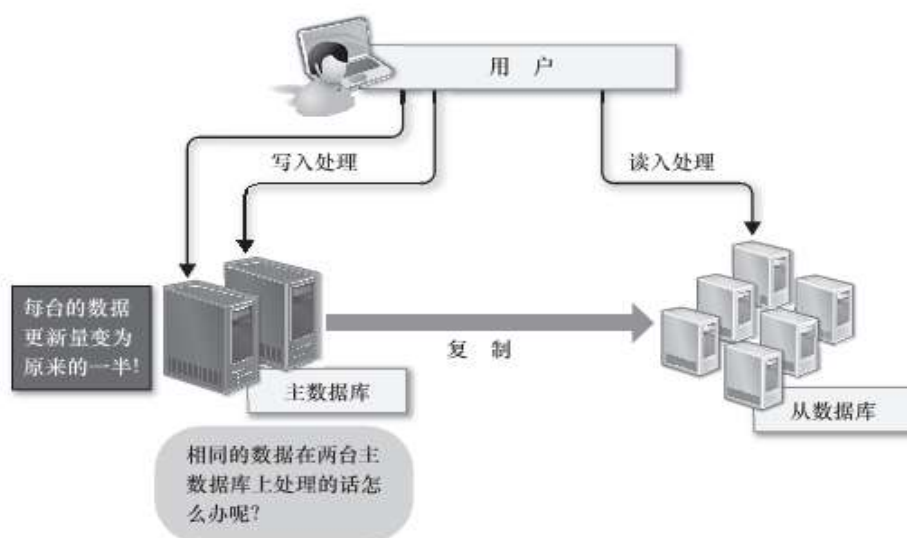 用 户
写入处理
读入处理
每台的数据
更新量变为
原来的一半!
复 制
主数据库
从数据库
相同的数据在两台主
数据库上处理的话怎
么办呢?